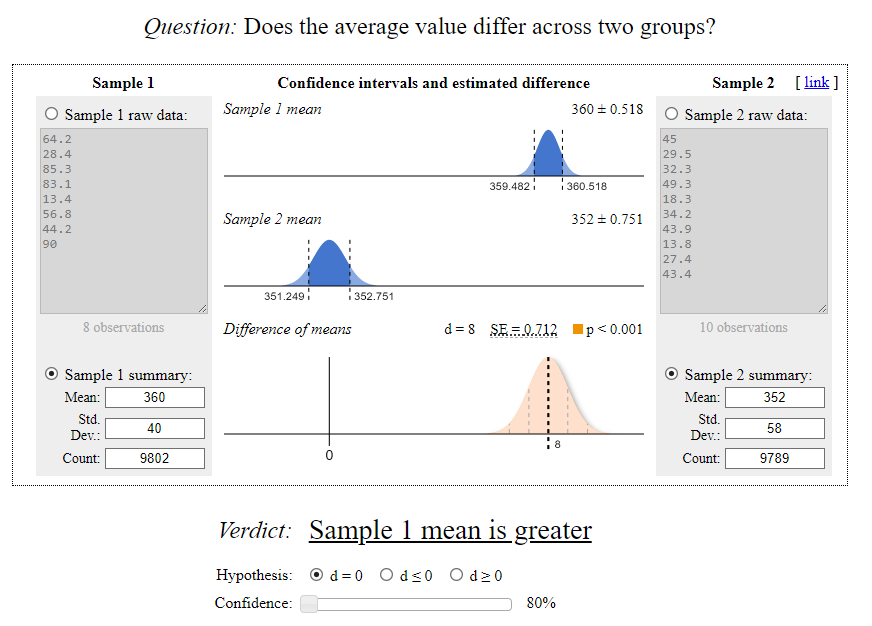 Question: Does the average value differ across two groups?
Sample 1
Confidence intervals and estimated difference
Sample 2 [ link ]
Sample 1 raw data:
64.2
28.4
85.3
83.1
13.4
56.8
44.2
90
8 observations
Sample 1 summary:
Mean: 360
Std. Dev.: 40
Count: 9802
Sample 1 mean 360 ± 0.518
359.482 360.518
Sample 2 mean 352 ± 0.751
351.249 352.751
Difference of means d = 8 SE = 0.712 p < 0.001
0 8
Sample 2 raw data:
45
29.5
32.3
49.3
18.3
34.2
43.9
13.8
27.4
43.4
10 observations
Sample 2 summary:
Mean: 352
Std. Dev.: 58
Count: 9789
Verdict: Sample 1 mean is greater
Hypothesis: d = 0 d ≤ 0 d ≥ 0
Confidence: 80%